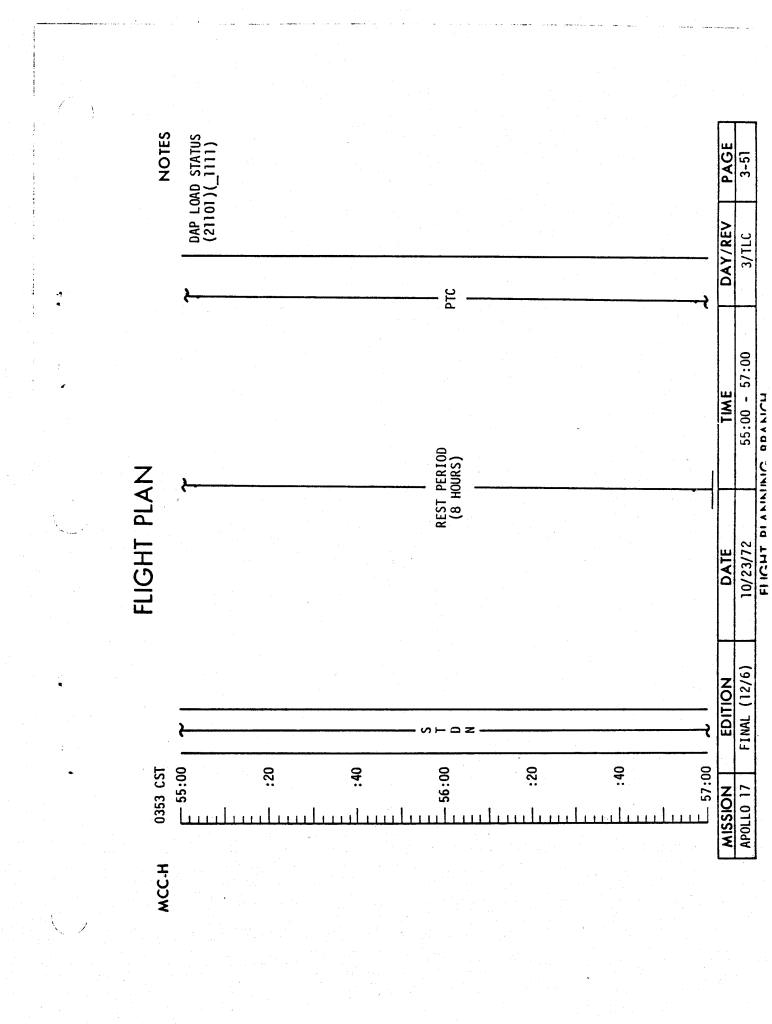 FLIGHT PLAN
MCC-H
0353 CST
NOTES
55:00
:20
:40
56:00
:20
:40
57:00
S
T
D
N
REST PERIOD
(8 HOURS)
PTC
DAP LOAD STATUS
(21101)(_1111)
MISSION EDITION DATE TIME DAY/REV PAGE
APOLLO 17 FINAL (12/6) 10/23/72 55:00 - 57:00 3/TLC 3-51
FLIGHT PLANNING BRANCH